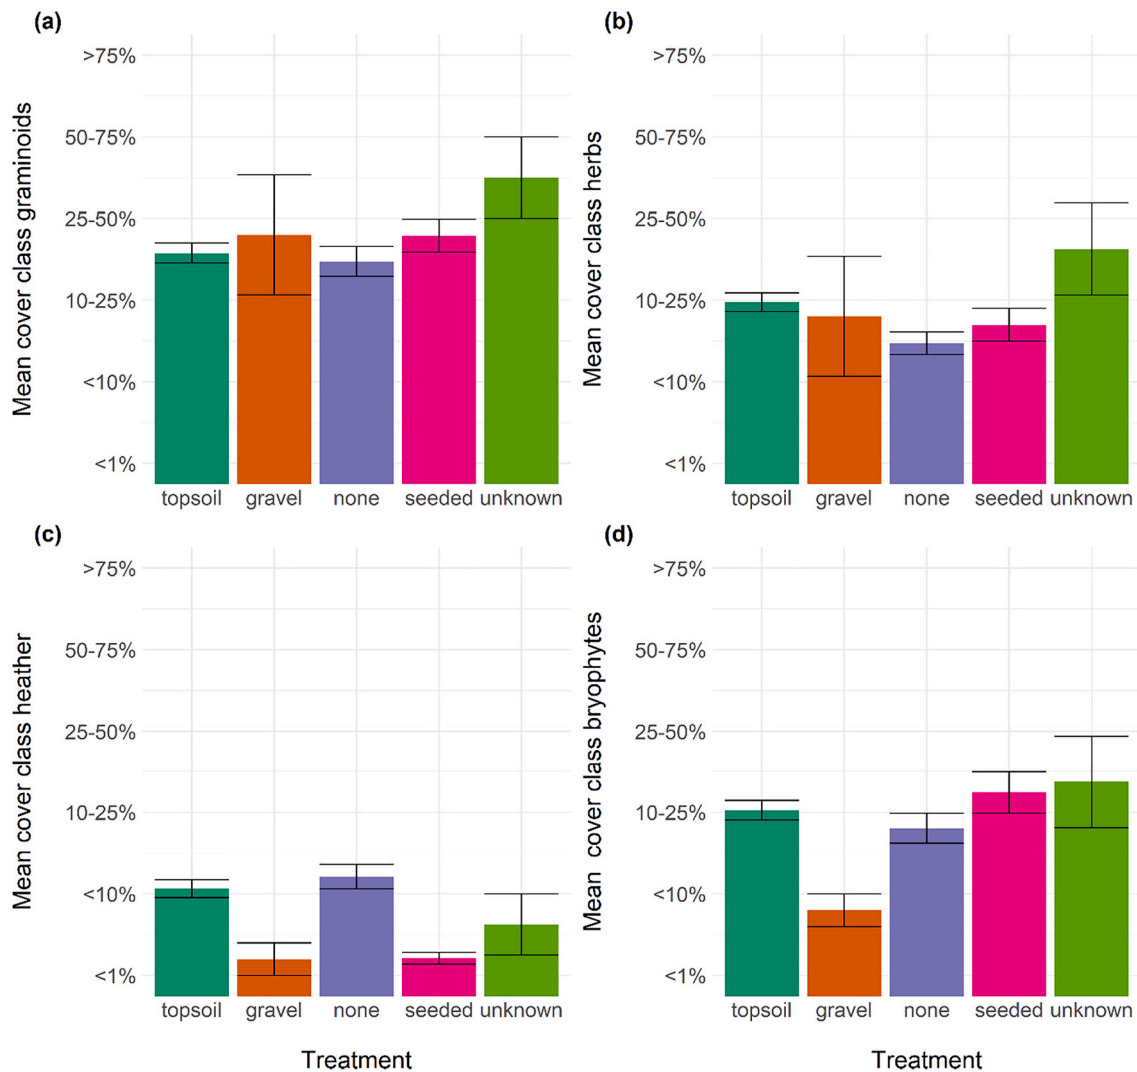 (a)
Mean cover class graminoids
>75%
50-75%
25-50%
10-25%
<10%
<1%
topsoil gravel none seeded unknown
(b)
Mean cover class herbs
>75%
50-75%
25-50%
10-25%
<10%
<1%
topsoil gravel none seeded unknown
(c)
Mean cover class heather
>75%
50-75%
25-50%
10-25%
<10%
<1%
topsoil gravel none seeded unknown
Treatment
(d)
Mean cover class bryophytes
>75%
50-75%
25-50%
10-25%
<10%
<1%
topsoil gravel none seeded unknown
Treatment